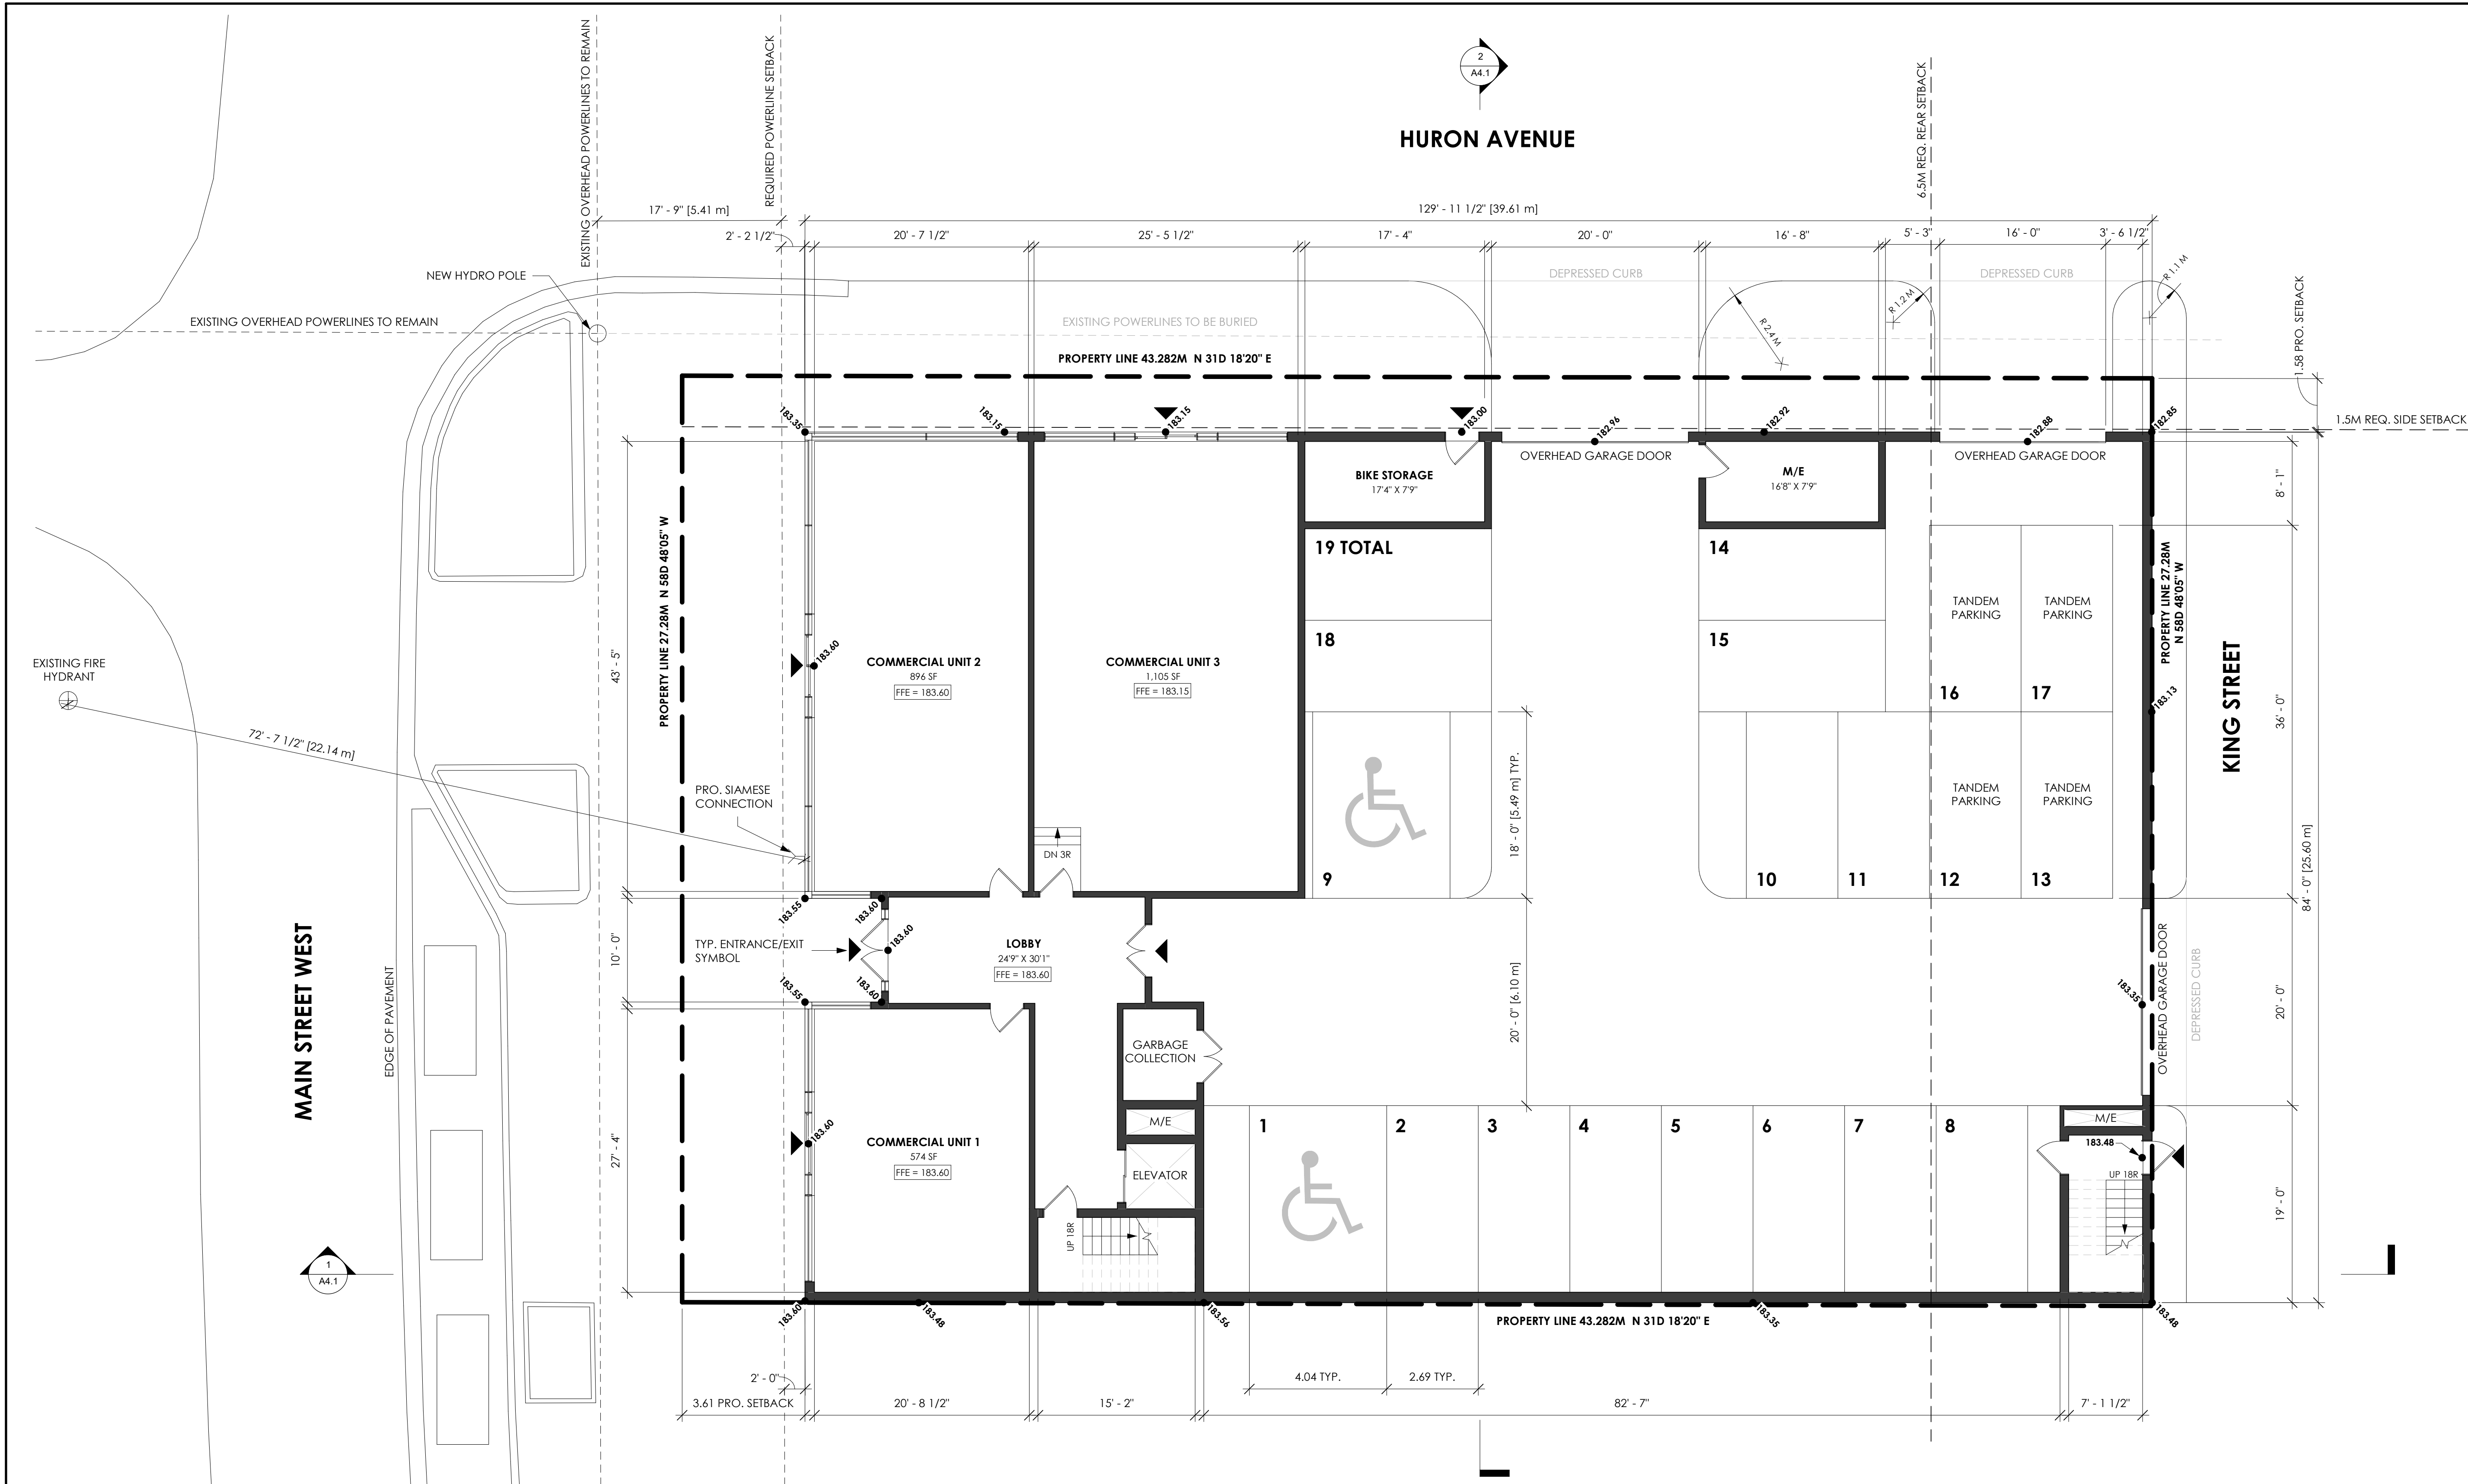 EXISTING OVERHEAD POWERLINES TO REMAIN
REQUIRED POWERLINE SETBACK
2
A4.1
HURON AVENUE
6.5M REQ. REAR SETBACK
17' - 9" [5.41 m]
129' - 11 1/2" [39.61 m]
2' - 2 1/2"
20' - 7 1/2"
25' - 5 1/2"
17' - 4"
20' - 0"
16' - 8"
5' - 3"
16' - 0"
3' - 6 1/2"
NEW HYDRO POLE
DEPRESSED CURB
DEPRESSED CURB
R 1.1 M
R 1.2 M
R 2.4 M
EXISTING OVERHEAD POWERLINES TO REMAIN
EXISTING POWERLINES TO BE BURIED
1.58 PRO. SETBACK
PROPERTY LINE 43.282M N 31D 18'20" E
183.35
183.15
183.15
183.00
182.96
182.92
182.88
182.85
1.5M REQ. SIDE SETBACK
OVERHEAD GARAGE DOOR
OVERHEAD GARAGE DOOR
BIKE STORAGE
17'4" X 7'9"
M/E
16'8" X 7'9"
8' - 1"
PROPERTY LINE 27.28M N 58D 48'05" W
19 TOTAL
14
TANDEM
PARKING
TANDEM
PARKING
PROPERTY LINE 27.28M
N 58D 48'05" W
18
15
16
17
KING STREET
EXISTING FIRE
HYDRANT
72' - 7 1/2" [22.14 m]
43' - 5"
183.60
COMMERCIAL UNIT 2
896 SF
FFE = 183.60
COMMERCIAL UNIT 3
1,105 SF
FFE = 183.15
183.13
36' - 0"
18' - 0" [5.49 m] TYP.
TANDEM
PARKING
TANDEM
PARKING
PRO. SIAMESE
CONNECTION
DN 3R
9
10
11
12
13
84' - 0" [25.60 m]
MAIN STREET WEST
EDGE OF PAVEMENT
183.55
183.60
10' - 0"
TYP. ENTRANCE/EXIT
SYMBOL
183.60
LOBBY
24'9" X 30'1"
FFE = 183.60
183.55
183.60
20' - 0" [6.10 m]
183.35
OVERHEAD GARAGE DOOR
DEPRESSED CURB
20' - 0"
GARBAGE
COLLECTION
M/E
1
2
3
4
5
6
7
8
M/E
27' - 4"
183.60
COMMERCIAL UNIT 1
574 SF
FFE = 183.60
ELEVATOR
183.48
UP 18R
19' - 0"
UP 18R
1
A4.1
183.60
183.48
183.56
183.35
183.48
PROPERTY LINE 43.282M N 31D 18'20" E
2' - 0"
4.04 TYP.
2.69 TYP.
3.61 PRO. SETBACK
20' - 8 1/2"
15' - 2"
82' - 7"
7' - 1 1/2"